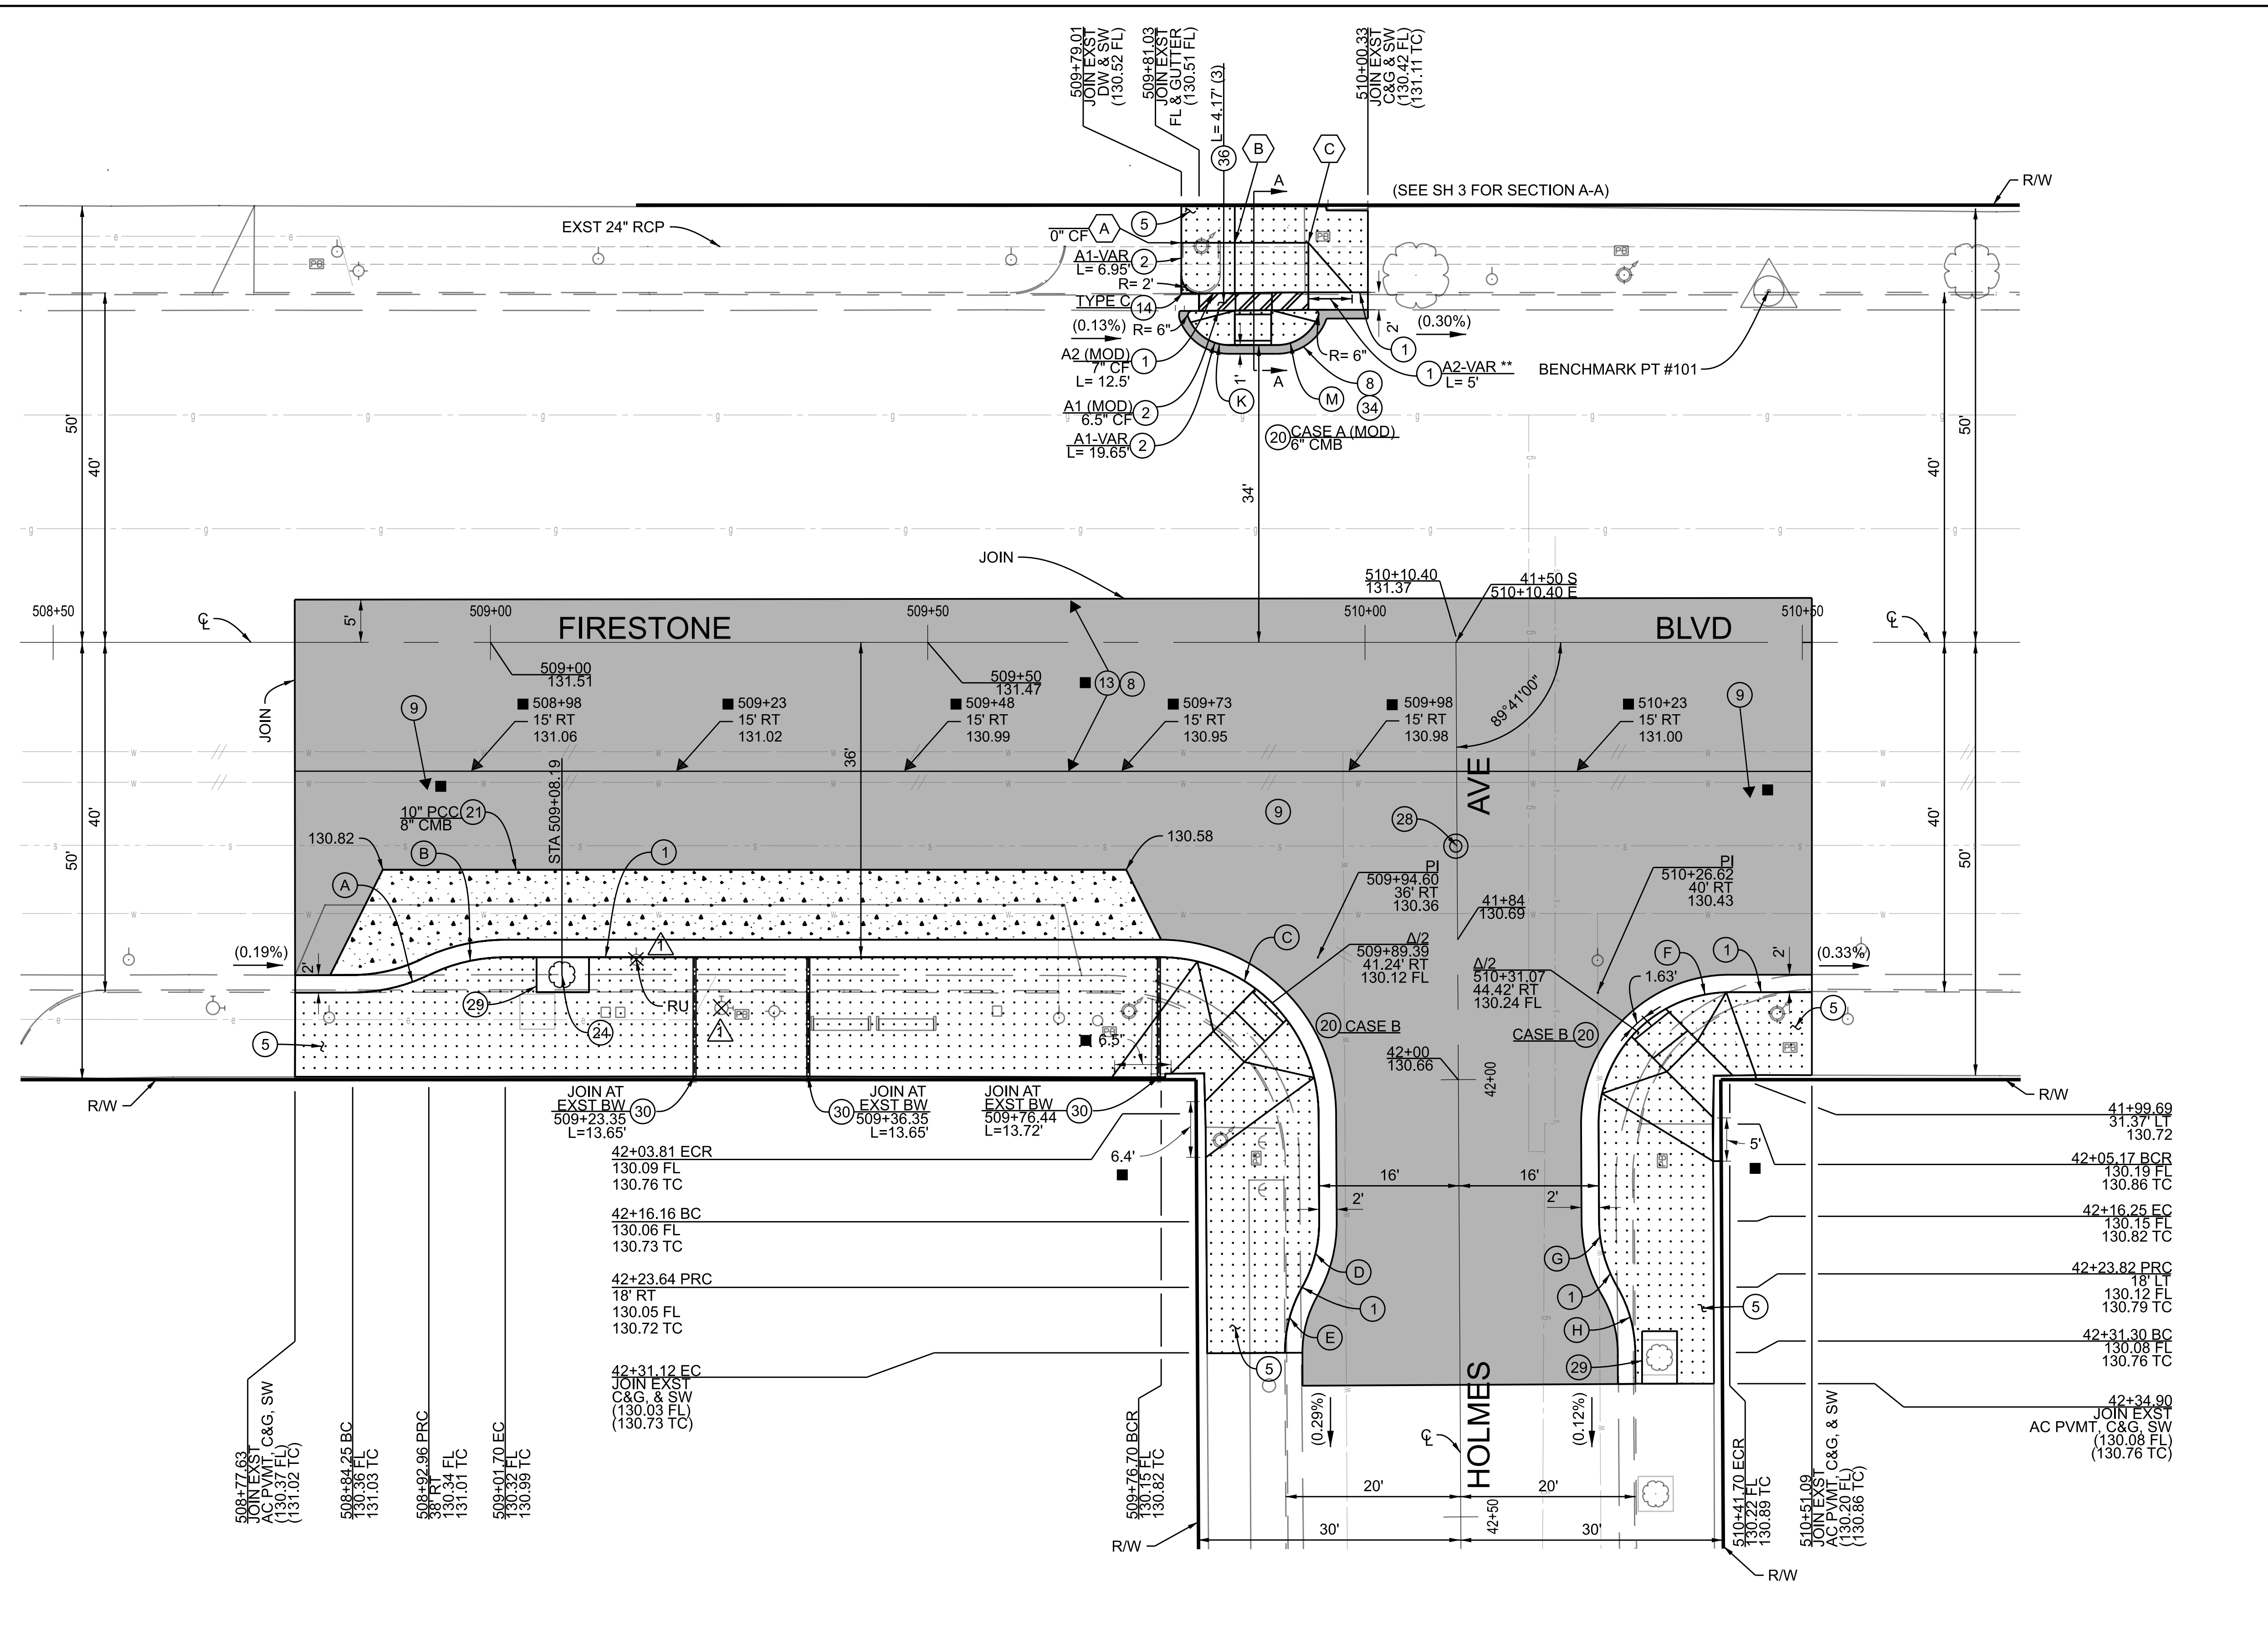 509+79.01
JOIN EXST
DW & SW
(130.52 FL)
509+81.03
JOIN EXST
FL & GUTTER
(130.51 FL)
L= 4.17' (3)
36
510+00.33
JOIN EXST
C&G & SW
(130.42 FL)
(131.11 TC)
B
C
A
(SEE SH 3 FOR SECTION A-A)
R/W
EXST 24" RCP
0" CF
A
5
A1-VAR
L= 6.95'
2
R= 2'
TYPE C
14
(0.13%)
R= 6"
A2 (MOD)
7" CF
L= 12.5'
1
A1 (MOD)
6.5" CF
2
A1-VAR
L= 19.65'
2
1'
K
A
M
R= 6"
8
34
20
CASE A (MOD)
6" CMB
2'
(0.30%)
1
1
A2-VAR **
L= 5'
BENCHMARK PT #101
PB
PB
PB
50'
40'
34'
40'
50'
JOIN
510+10.40
131.37
41+50 S
510+10.40 E
508+50
℄
5'
509+00
FIRESTONE
509+50
510+00
BLVD
510+50
℄
509+00
131.51
509+50
131.47
13
8
89°41'00"
JOIN
9
508+98
15' RT
131.06
509+23
15' RT
131.02
509+48
15' RT
130.99
509+73
15' RT
130.95
509+98
15' RT
130.98
510+23
15' RT
131.00
9
36'
STA 509+08.19
AVE
40'
50'
40'
50'
10" PCC
8" CMB
21
130.82
B
1
130.58
9
28
A
PI
509+94.60
36' RT
130.36
41+84
130.69
PI
510+26.62
40' RT
130.43
(0.19%)
2'
1
C
Δ/2
509+89.39
41.24' RT
130.12 FL
Δ/2
510+31.07
44.42' RT
130.24 FL
F
1
1.63'
2'
(0.33%)
29
RU
24
1
5
6.5'
20
CASE B
CASE B
20
5
42+00
130.66
42+00
R/W
JOIN AT
EXST BW
509+23.35
L=13.65'
30
30
JOIN AT
EXST BW
509+36.35
L=13.65'
JOIN AT
EXST BW
509+76.44
L=13.72'
30
R/W
41+99.69
31.37' LT
130.72
42+03.81 ECR
130.09 FL
130.76 TC
6.4'
5'
42+05.17 BCR
130.19 FL
130.86 TC
16'
16'
2'
2'
42+16.16 BC
130.06 FL
130.73 TC
42+16.25 EC
130.15 FL
130.82 TC
D
G
42+23.64 PRC
18' RT
130.05 FL
130.72 TC
42+23.82 PRC
18' LT
130.12 FL
130.79 TC
1
1
5
E
H
42+31.30 BC
130.08 FL
130.76 TC
5
29
42+31.12 EC
JOIN EXST
C&G, & SW
(130.03 FL)
(130.73 TC)
42+34.90
JOIN EXST
AC PVMT, C&G, SW
(130.08 FL)
(130.76 TC)
(0.29%)
(0.12%)
℄
HOLMES
508+77.63
JOIN EXST
AC PVMT, C&G, SW
(130.37 FL)
(131.02 TC)
508+84.25 BC
130.36 FL
131.03 TC
508+92.96 PRC
38' RT
130.34 FL
131.01 TC
509+01.70 EC
130.32 FL
130.99 TC
509+76.70 BCR
130.15 FL
130.82 TC
20'
20'
42+50
30'
30'
510+41.70 ECR
130.22 FL
130.89 TC
510+51.09
JOIN EXST
AC PVMT, C&G, & SW
(130.20 FL)
(130.86 TC)
R/W
R/W